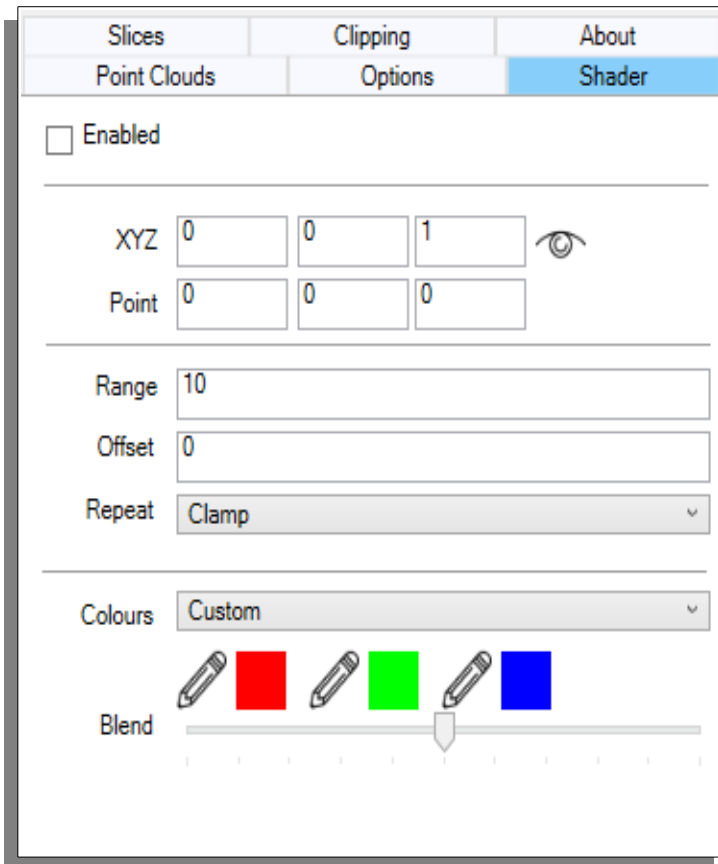 Slices Clipping About
Point Clouds Options Shader
Enabled
XYZ 0 0 1
Point 0 0 0
Range 10
Offset 0
Repeat Clamp
Colours Custom
Blend